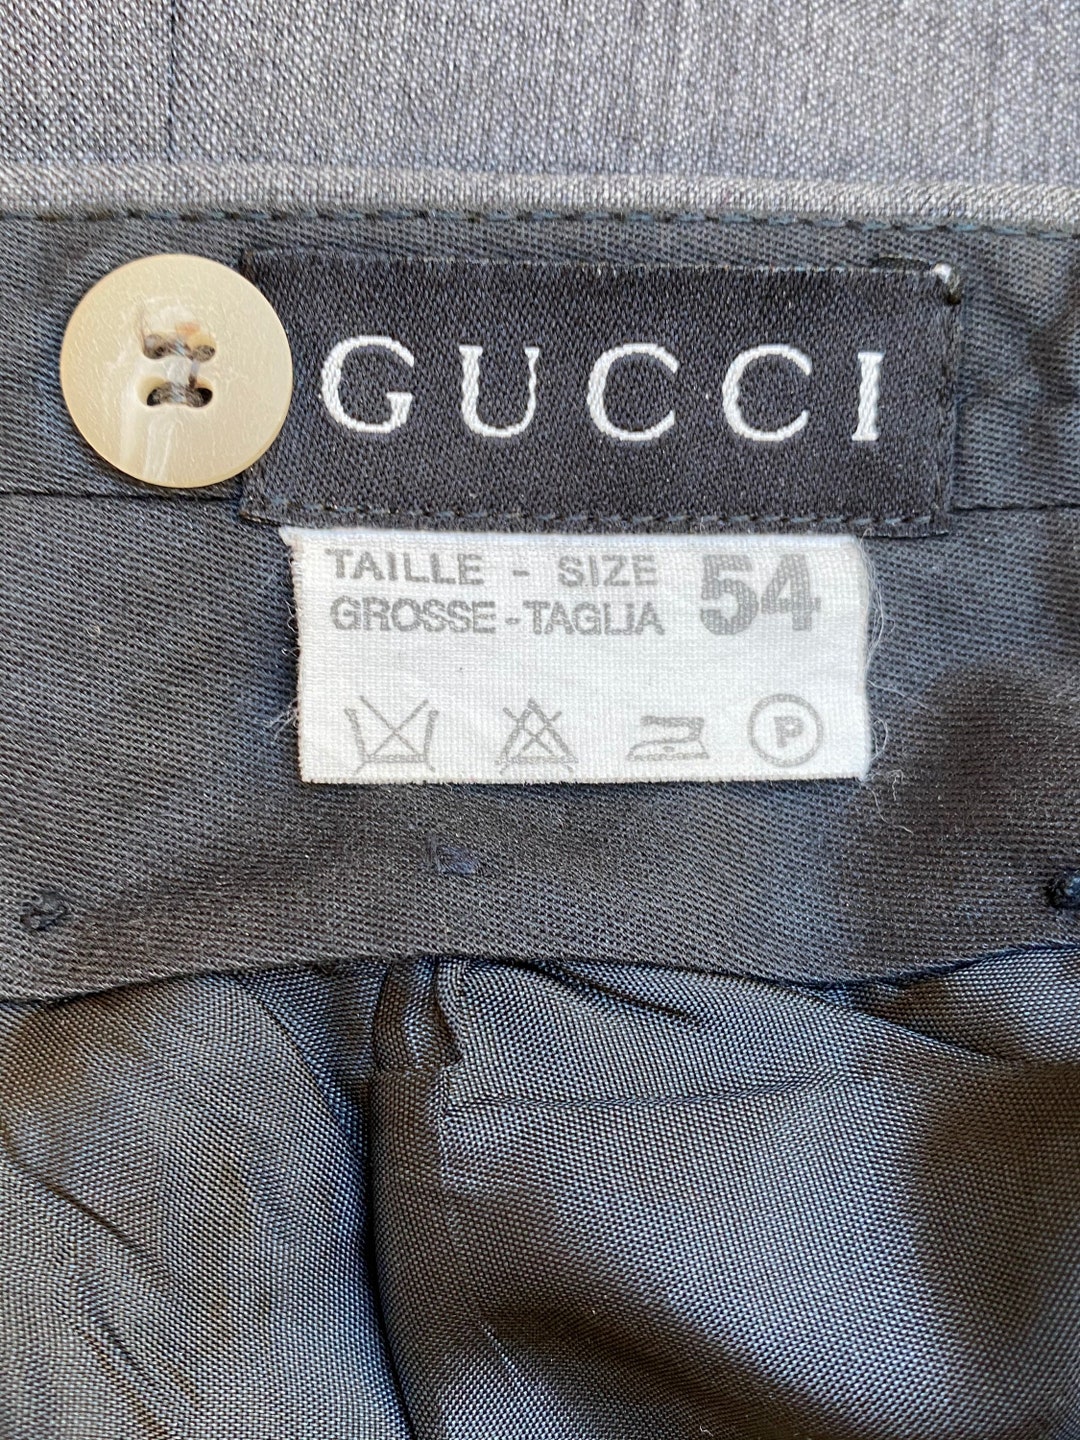 GUCCI
TAILLE - SIZE 54
GROSSE - TAGLIA
P